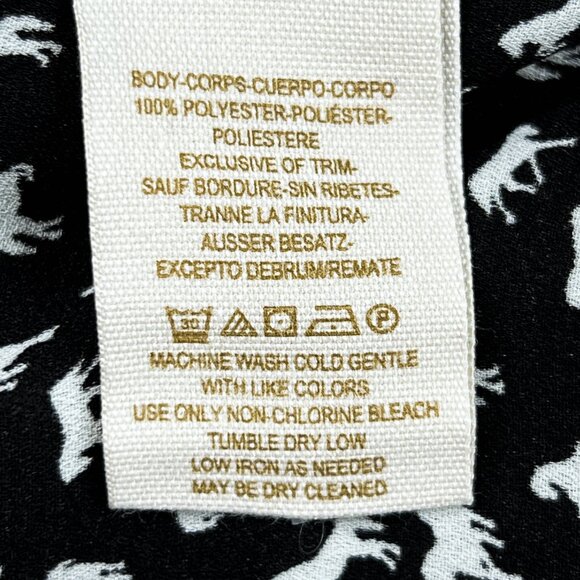 BODY-CORPS-CUERPO-CORPO
100% POLYESTER-POLIÉSTER-
POLIESTERE
EXCLUSIVE OF TRIM-
SAUF BORDURE-SIN RIBETES-
TRANNE LA FINITURA-
AUSSER BESATZ-
EXCEPTO DEBRUM/REMATE
30 P
MACHINE WASH COLD GENTLE
WITH LIKE COLORS
USE ONLY NON-CHLORINE BLEACH
TUMBLE DRY LOW
LOW IRON AS NEEDED
MAY BE DRY CLEANED